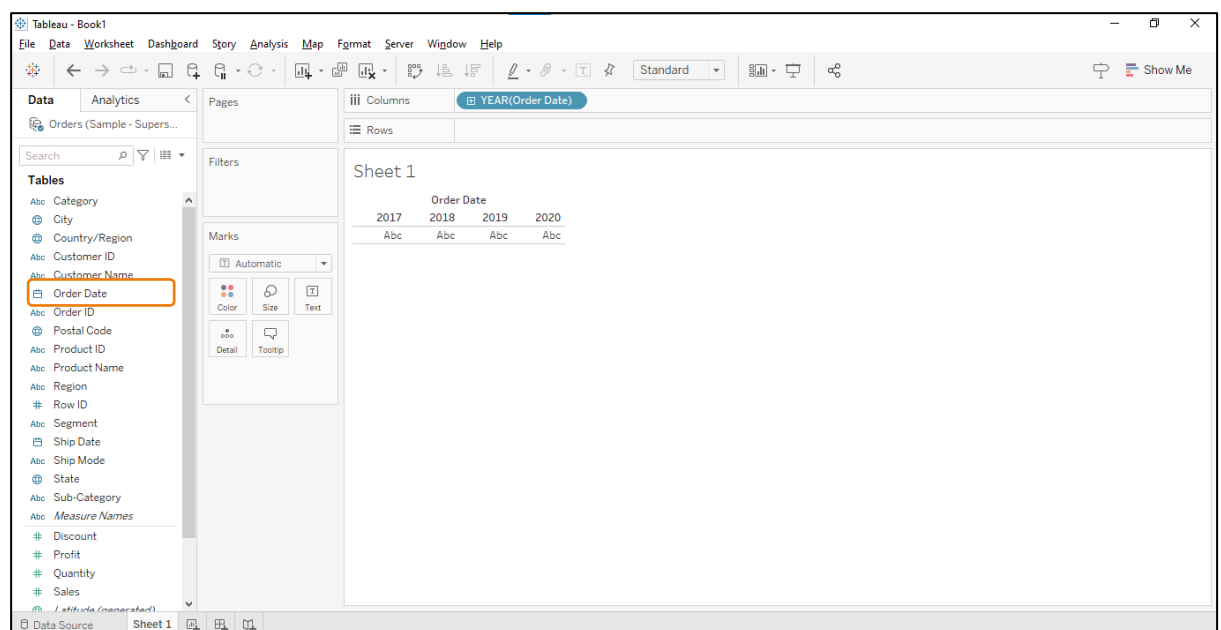 Tableau - Book1
File Data Worksheet Dashboard Story Analysis Map Format Server Window Help
Standard
Show Me
Data Analytics
Orders (Sample - Supers...
Search
Tables
Abc Category
City
Country/Region
Abc Customer ID
Abc Customer Name
Order Date
Abc Order ID
Postal Code
Abc Product ID
Abc Product Name
Abc Region
# Row ID
Abc Segment
Ship Date
Abc Ship Mode
State
Abc Sub-Category
Abc Measure Names
# Discount
# Profit
# Quantity
# Sales
Latitude (generated)
Pages
Filters
Marks
Automatic
Color Size Text
Detail Tooltip
Columns YEAR(Order Date)
Rows
Sheet 1
Order Date
2017 2018 2019 2020
Abc Abc Abc Abc
Data Source Sheet 1